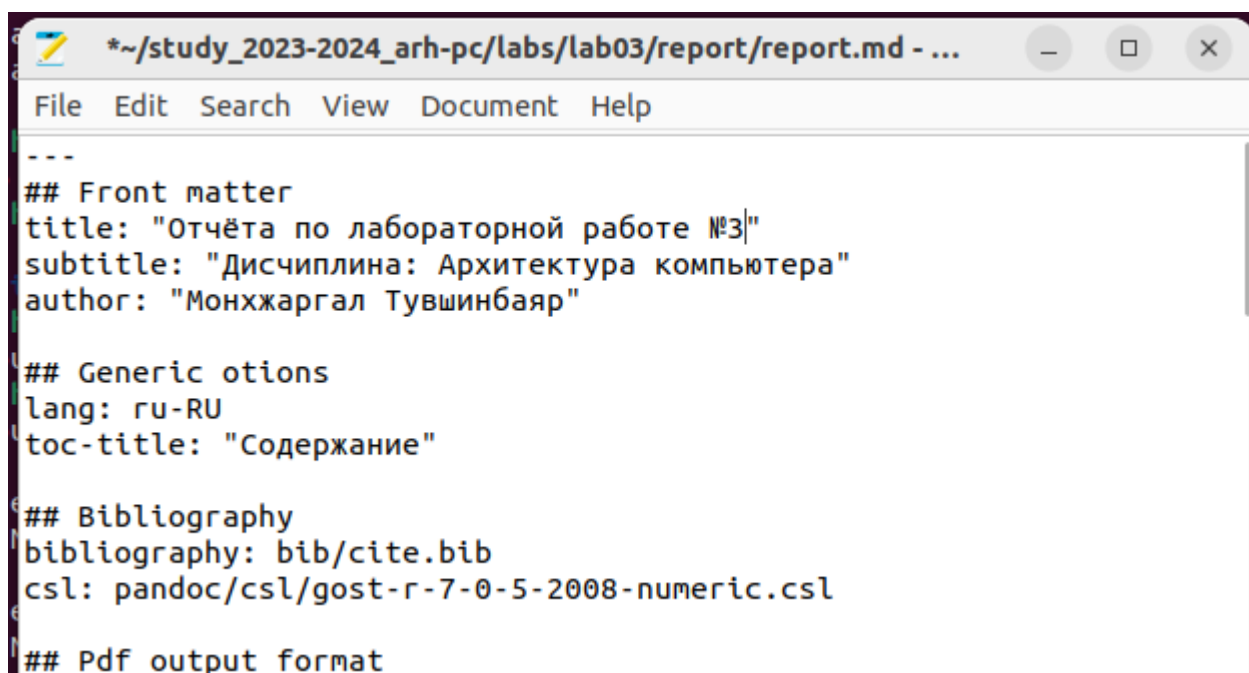 *~/study_2023-2024_arh-pc/labs/lab03/report/report.md - ...
File Edit Search View Document Help
---
## Front matter
title: "Отчёта по лабораторной работе №3"
subtitle: "Дисчиплина: Архитектура компьютера"
author: "Монхжаргал Тувшинбаяр"
## Generic otions
lang: ru-RU
toc-title: "Содержание"
## Bibliography
bibliography: bib/cite.bib
csl: pandoc/csl/gost-r-7-0-5-2008-numeric.csl
## Pdf output format